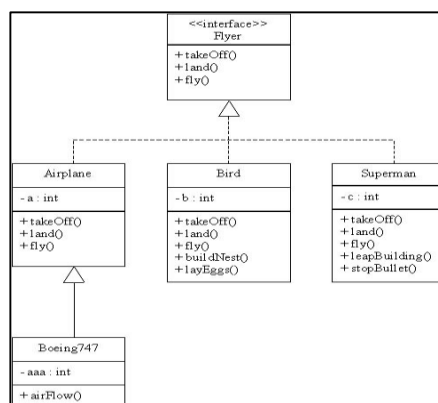 <<interface>>
Flyer
+takeOff()
+land()
+fly()
Airplane
-a : int
+takeOff()
+land()
+fly()
Bird
-b : int
+takeOff()
+land()
+fly()
+buildNest()
+layEggs()
Superman
-c : int
+takeOff()
+land()
+fly()
+leapBuilding()
+stopBullet()
Boeing747
-aaa : int
+airFlow()